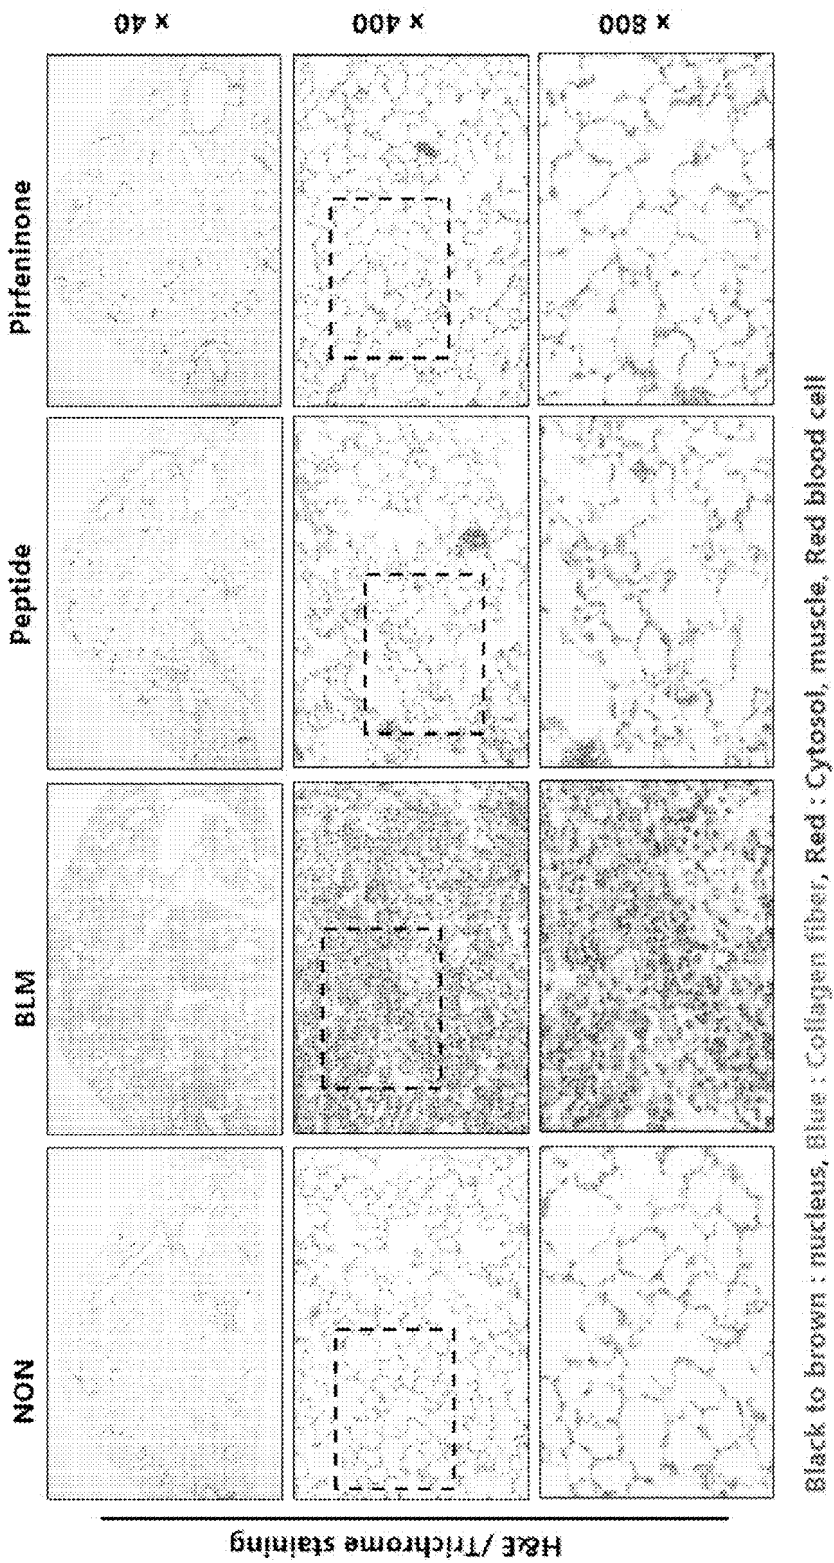 NON BLM Peptide Pirfeninone
x 40
x 400
x 800
H&E/Trichrome staining
Black to brown : nucleus, Blue : Collagen fiber, Red : Cytosol, muscle, Red blood cell